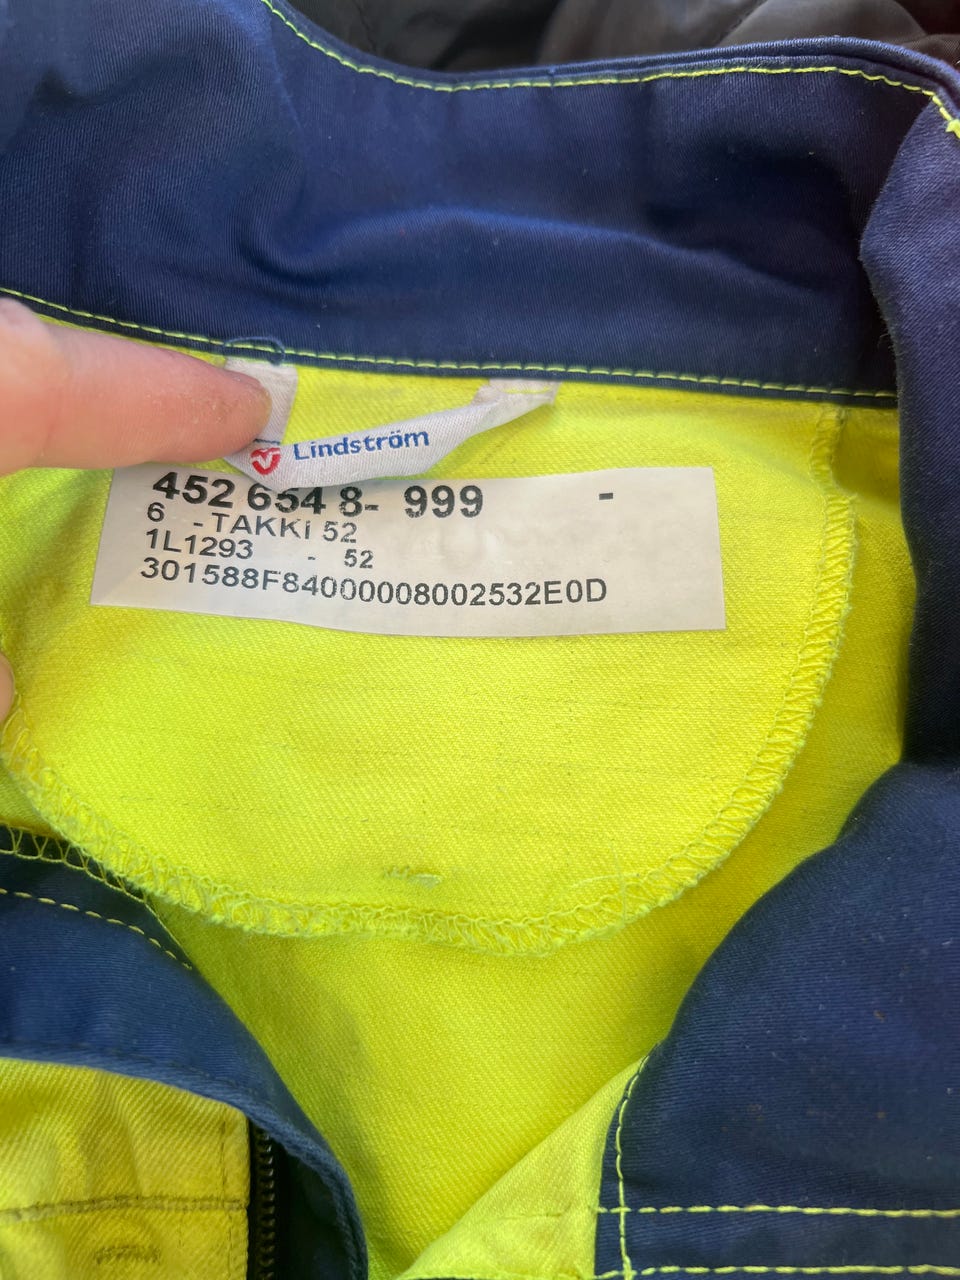 Lindström
452 654 8- 999 -
6 -TAKKI 52
1L1293 - 52
301588F84000008002532E0D